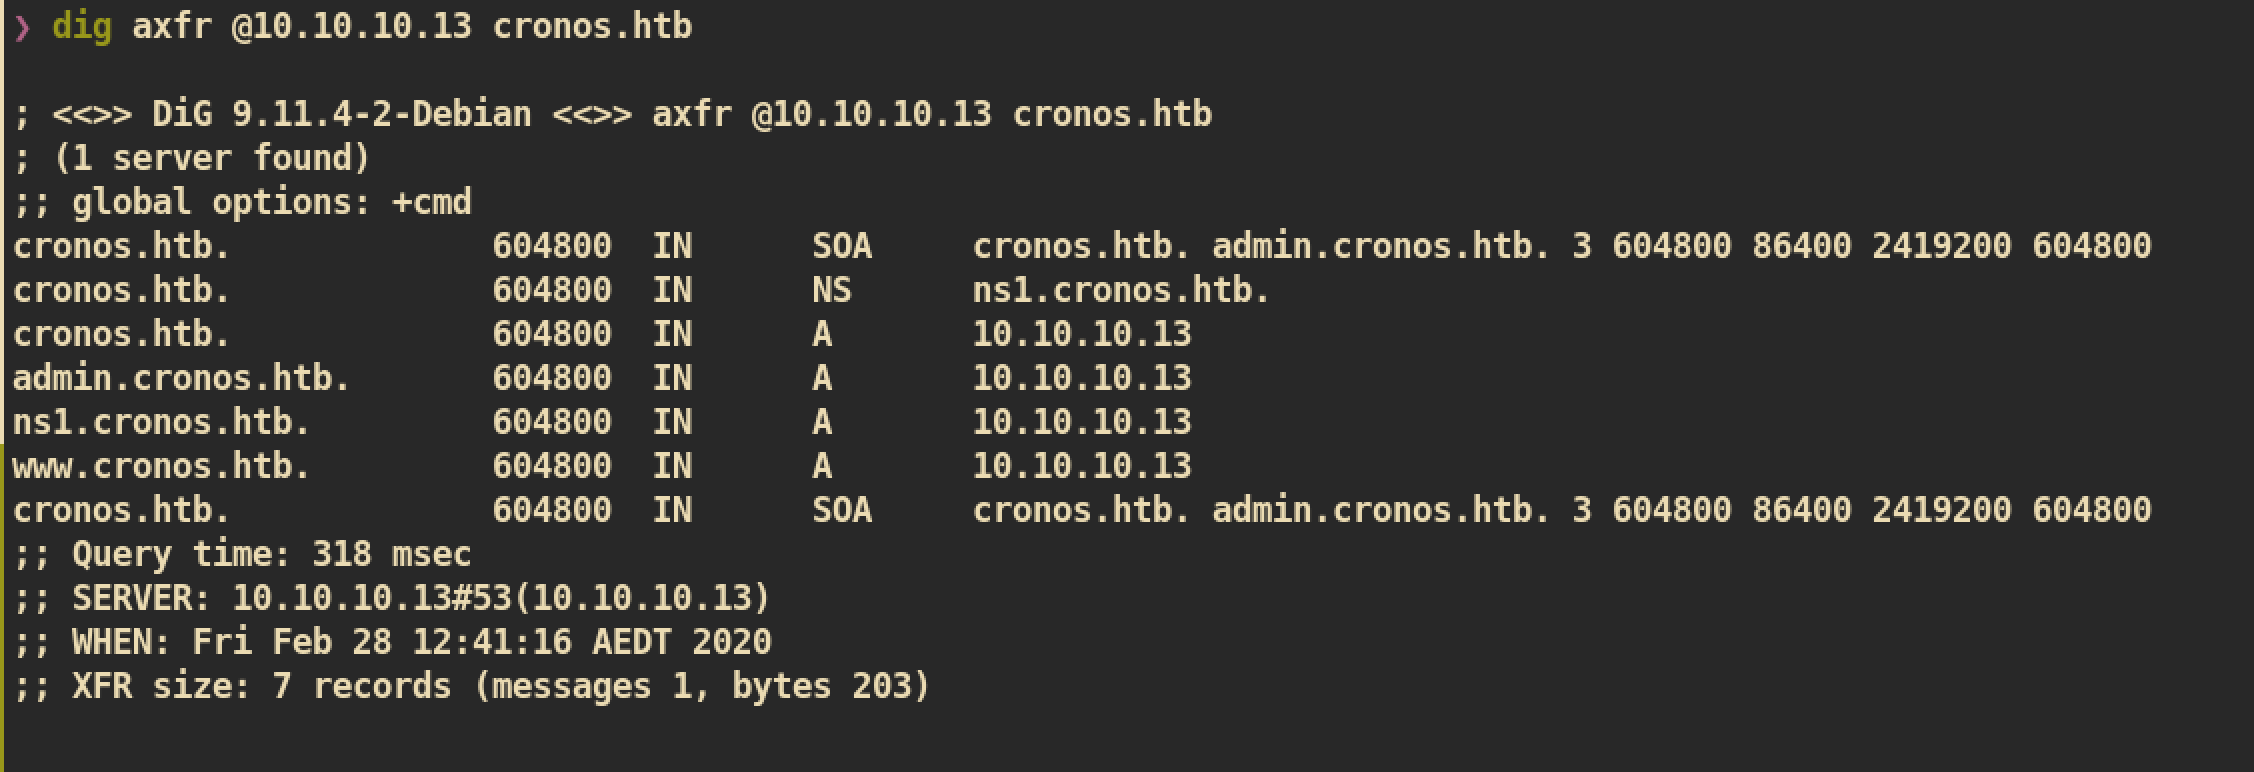 ❯ dig axfr @10.10.10.13 cronos.htb
; <<>> DiG 9.11.4-2-Debian <<>> axfr @10.10.10.13 cronos.htb
; (1 server found)
;; global options: +cmd
cronos.htb. 604800 IN SOA cronos.htb. admin.cronos.htb. 3 604800 86400 2419200 604800
cronos.htb. 604800 IN NS ns1.cronos.htb.
cronos.htb. 604800 IN A 10.10.10.13
admin.cronos.htb. 604800 IN A 10.10.10.13
ns1.cronos.htb. 604800 IN A 10.10.10.13
www.cronos.htb. 604800 IN A 10.10.10.13
cronos.htb. 604800 IN SOA cronos.htb. admin.cronos.htb. 3 604800 86400 2419200 604800
;; Query time: 318 msec
;; SERVER: 10.10.10.13#53(10.10.10.13)
;; WHEN: Fri Feb 28 12:41:16 AEDT 2020
;; XFR size: 7 records (messages 1, bytes 203)